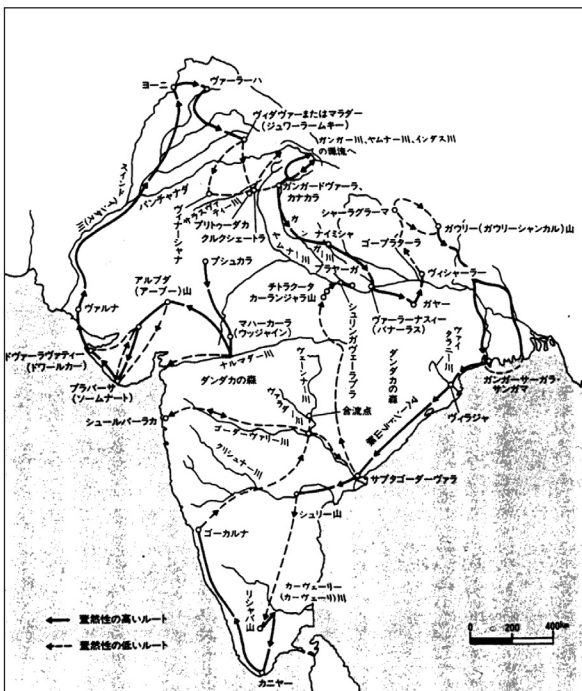 ヨーニ
ヴァーラーハ
ヴィダヴァーまたはマラダー
(ジュワーラームキー)
ガンガー川、ヤムナー川、インダス川
の源流へ
パンチャナダ
ガンガードヴァーラ、
カナカラ
シャーラグラーマ
ガウリー(ガウリーシャンカル)山
ヴィナーシャナ
プリトゥーダカ
クルクシェートラ
ナイミシャ
ゴープラターラ
プシュカラ
ヤムナー川
プラヤーガ
ヴィシャーラー
アルブダ
(アーブー)山
チトラクータ
カーランジャラ山
ガヤー
ヴァルナ
マハーカーラ
(ウッジャイン)
ヴァーラーナスィー
(バナーラス)
シュリンガヴェーラプラ
ドヴァーラヴァティー
(ドワールカー)
ナルマダー川
ダンダカの森
ダンダカの森
ガンガーサーガラ・
サンガマ
プラバーサ
(ソームナート)
ヴィラジャ
シュールパーラカ
合流点
ゴーダーヴァリー川
クリシュナー川
サプタゴーダーヴァラ
シュリー山
ゴーカルナ
カーヴェーリー
(カーヴェーリ)川
リシャバ山
蓋然性の高いルート
蓋然性の低いルート
カニヤー
0 200 400km